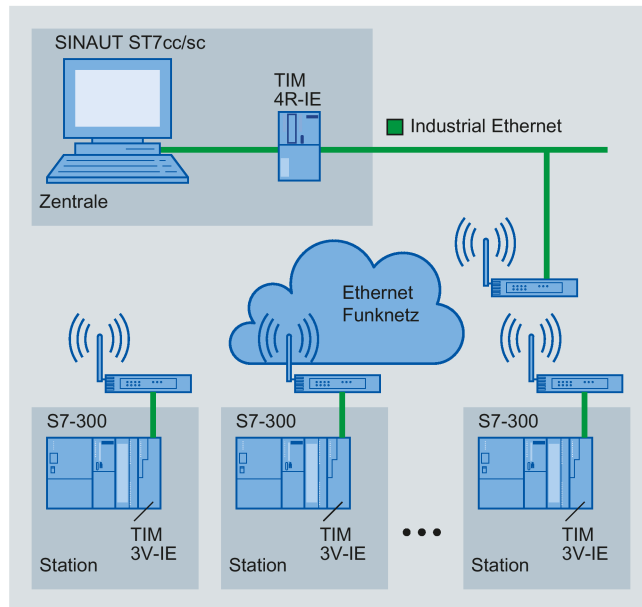 SINAUT ST7cc/sc
TIM
4R-IE
Industrial Ethernet
Zentrale
Ethernet
Funknetz
S7-300
TIM
3V-IE
Station
S7-300
TIM
3V-IE
Station
S7-300
TIM
3V-IE
Station